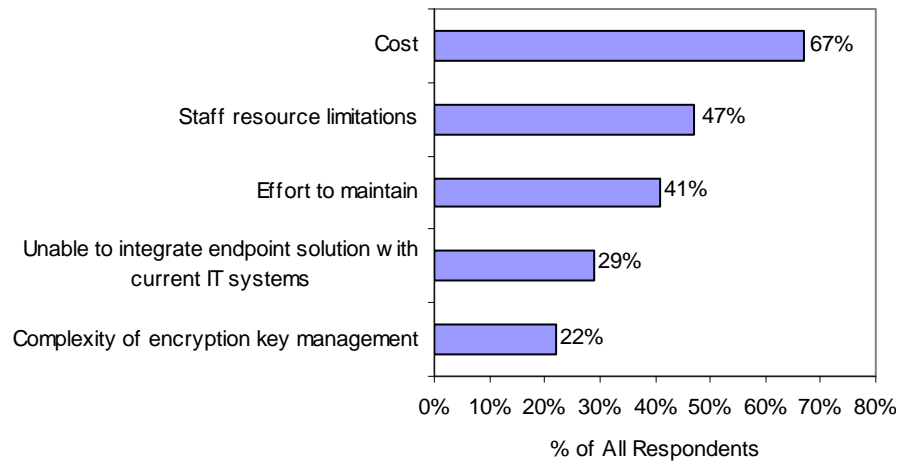 Cost
67%
Staff resource limitations
47%
Effort to maintain
41%
Unable to integrate endpoint solution with
current IT systems
29%
Complexity of encryption key management
22%
0% 10% 20% 30% 40% 50% 60% 70% 80%
% of All Respondents